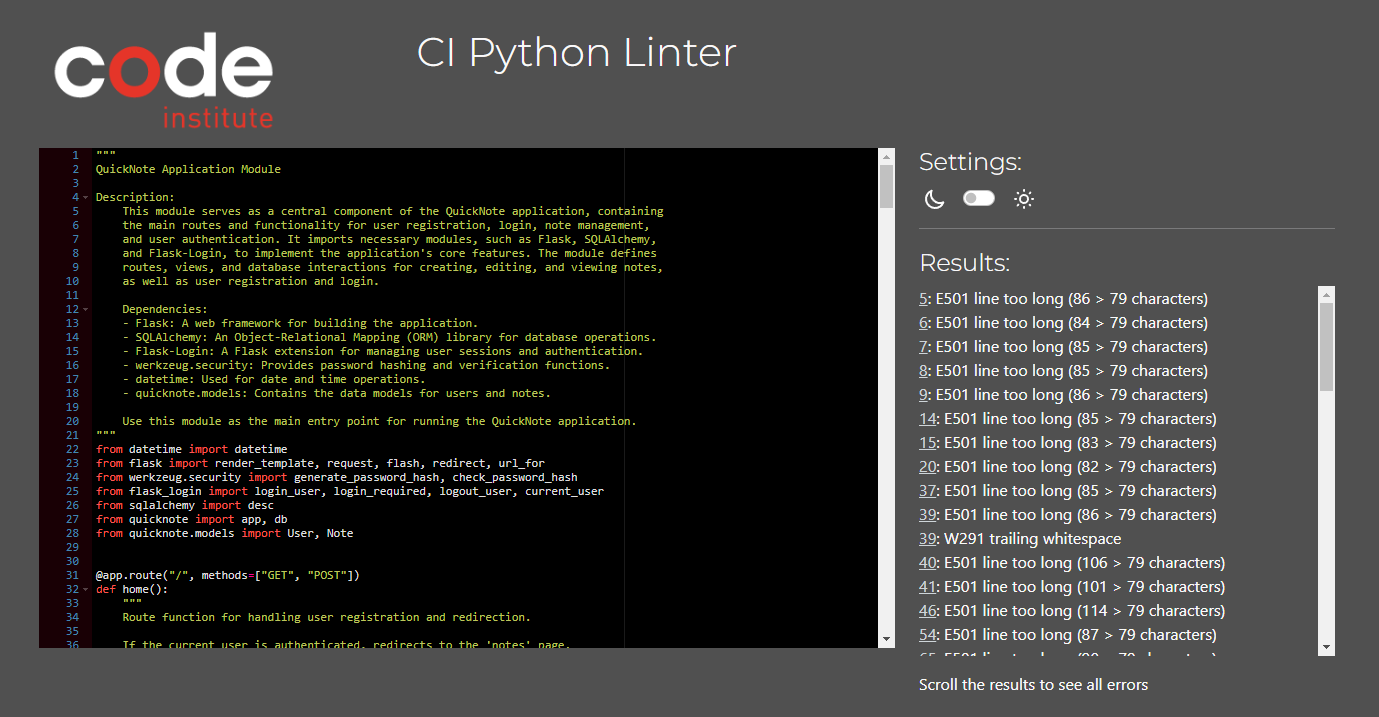 code
institute
CI Python Linter
1 """
2 QuickNote Application Module
3
4 Description:
5 This module serves as a central component of the QuickNote application, containing
6 the main routes and functionality for user registration, login, note management,
7 and user authentication. It imports necessary modules, such as Flask, SQLAlchemy,
8 and Flask-Login, to implement the application's core features. The module defines
9 routes, views, and database interactions for creating, editing, and viewing notes,
10 as well as user registration and login.
11
12 Dependencies:
13 - Flask: A web framework for building the application.
14 - SQLAlchemy: An Object-Relational Mapping (ORM) library for database operations.
15 - Flask-Login: A Flask extension for managing user sessions and authentication.
16 - werkzeug.security: Provides password hashing and verification functions.
17 - datetime: Used for date and time operations.
18 - quicknote.models: Contains the data models for users and notes.
19
20 Use this module as the main entry point for running the QuickNote application.
21 """
22 from datetime import datetime
23 from flask import render_template, request, flash, redirect, url_for
24 from werkzeug.security import generate_password_hash, check_password_hash
25 from flask_login import login_user, login_required, logout_user, current_user
26 from sqlalchemy import desc
27 from quicknote import app, db
28 from quicknote.models import User, Note
29
30
31 @app.route("/", methods=["GET", "POST"])
32 def home():
33 """
34 Route function for handling user registration and redirection.
35
36 If the current user is authenticated, redirects to the 'notes' page.
Settings:
Results:
5: E501 line too long (86 > 79 characters)
6: E501 line too long (84 > 79 characters)
7: E501 line too long (85 > 79 characters)
8: E501 line too long (85 > 79 characters)
9: E501 line too long (86 > 79 characters)
14: E501 line too long (85 > 79 characters)
15: E501 line too long (83 > 79 characters)
20: E501 line too long (82 > 79 characters)
37: E501 line too long (85 > 79 characters)
39: E501 line too long (86 > 79 characters)
39: W291 trailing whitespace
40: E501 line too long (106 > 79 characters)
41: E501 line too long (101 > 79 characters)
46: E501 line too long (114 > 79 characters)
54: E501 line too long (87 > 79 characters)
E501 line too long
Scroll the results to see all errors